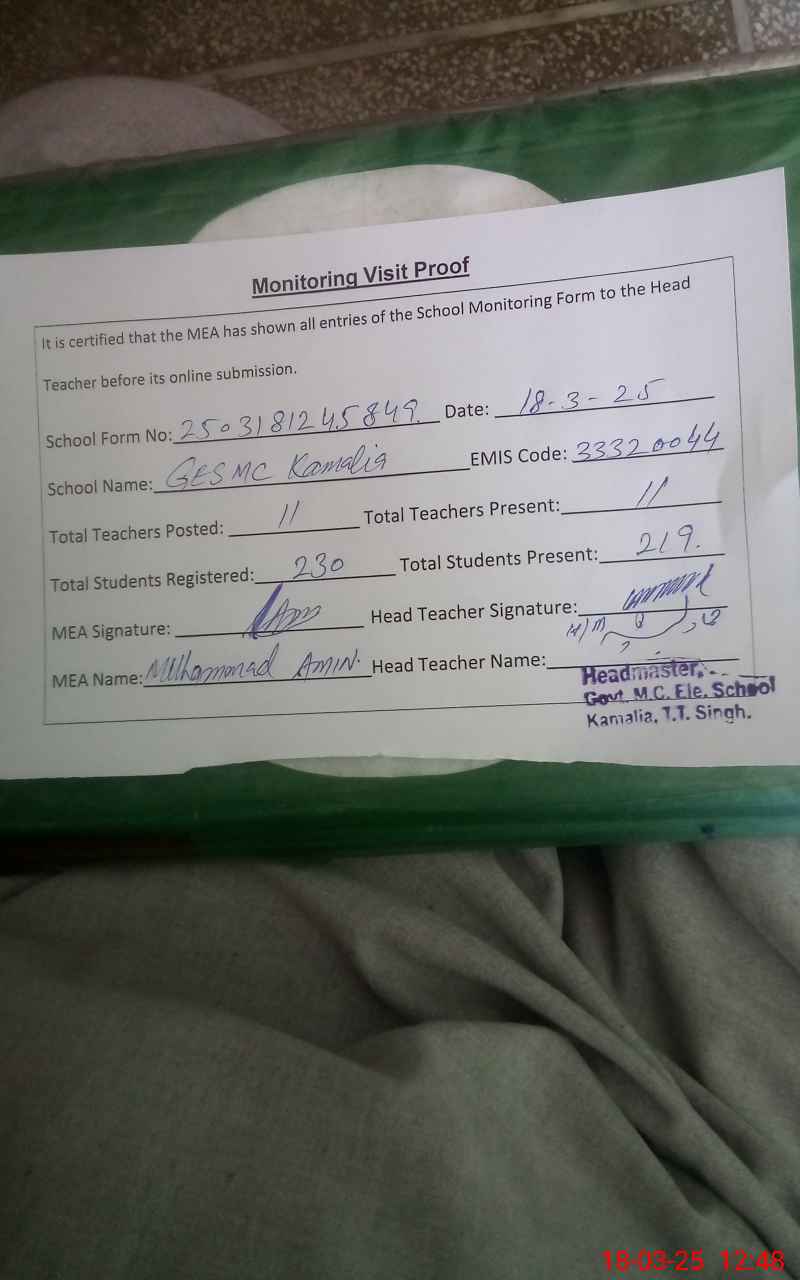 Monitoring Visit Proof
It is certified that the MEA has shown all entries of the School Monitoring Form to the Head
Teacher before its online submission.
School Form No: 2503181245849 Date: 18-3-25
School Name: GESMC Kamalia EMIS Code: 33320044
Total Teachers Posted: 11 Total Teachers Present: 11
Total Students Registered: 230 Total Students Present: 219.
MEA Signature: Head Teacher Signature:
MEA Name: Muhammad AMIN. Head Teacher Name:
Headmaster,
Govt. M.C. Ele. School
Kamalia, T.T. Singh.
18-03-25 12:48